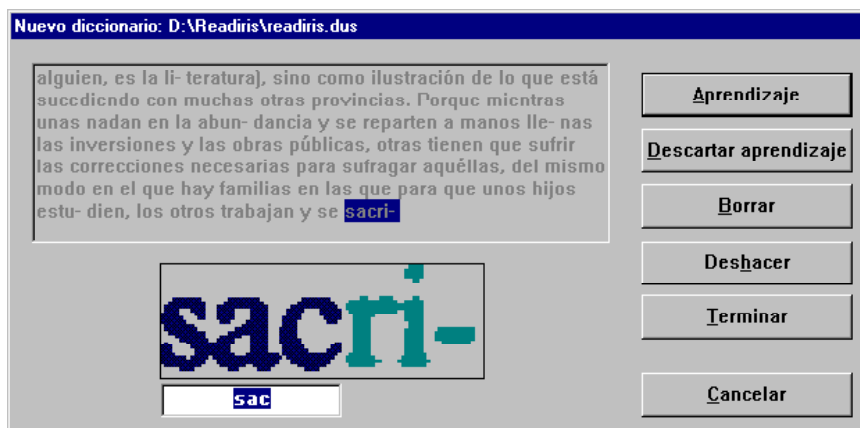 Nuevo diccionario: D:\Readiris\readiris.dus
alguien, es la li- teratura), sino como ilustración de lo que está
succdicndo con muchas otras provincias. Porquc micntras
unas nadan en la abun- dancia y se reparten a manos lle- nas
las inversiones y las obras públicas, otras tienen que sufrir
las correcciones necesarias para sufragar aquéllas, del mismo
modo en el que hay familias en las que para que unos hijos
estu- dien, los otros trabajan y se sacri-
sacri-
sac
Aprendizaje
Descartar aprendizaje
Borrar
Deshacer
Terminar
Cancelar